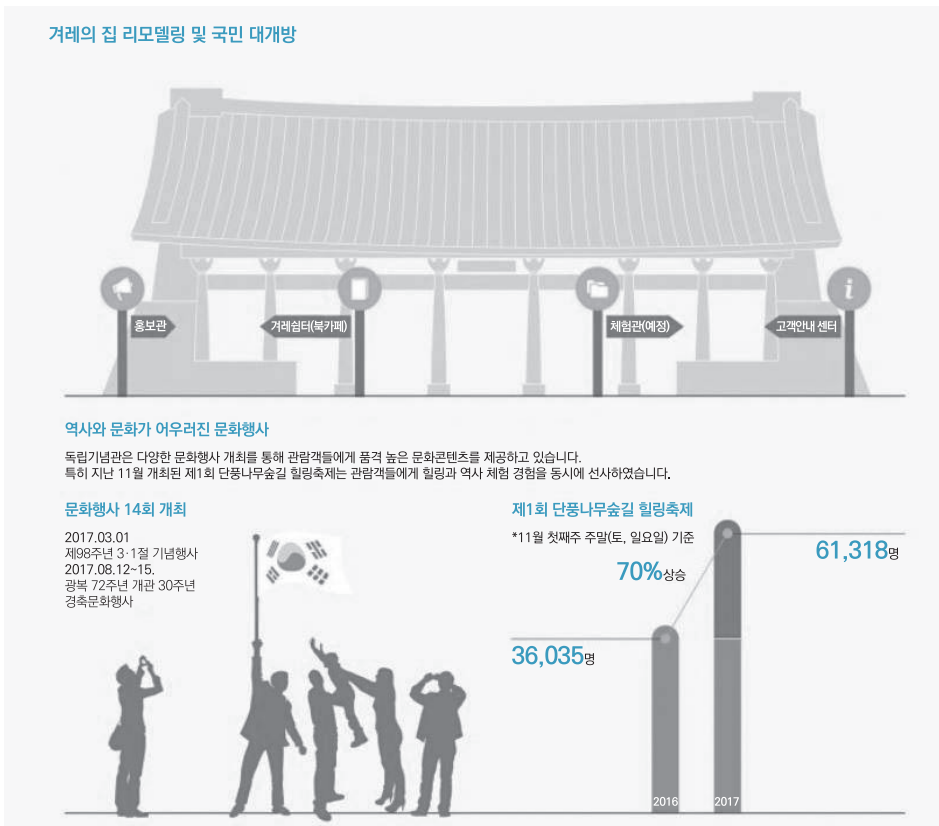 겨레의 집 리모델링 및 국민 대개방
홍보관
겨레쉼터(북카페)
체험관(예정)
고객안내 센터
역사와 문화가 어우러진 문화행사
독립기념관은 다양한 문화행사 개최를 통해 관람객들에게 품격 높은 문화콘텐츠를 제공하고 있습니다.
특히 지난 11월 개최된 제1회 단풍나무숲길 힐링축제는 관람객들에게 힐링과 역사 체험 경험을 동시에 선사하였습니다.
문화행사 14회 개최
2017.03.01
제98주년 3·1절 기념행사
2017.08.12~15.
광복 72주년 개관 30주년
경축문화행사
제1회 단풍나무숲길 힐링축제
*11월 첫째주 주말(토, 일요일) 기준
70%상승
61,318명
36,035명
2016
2017